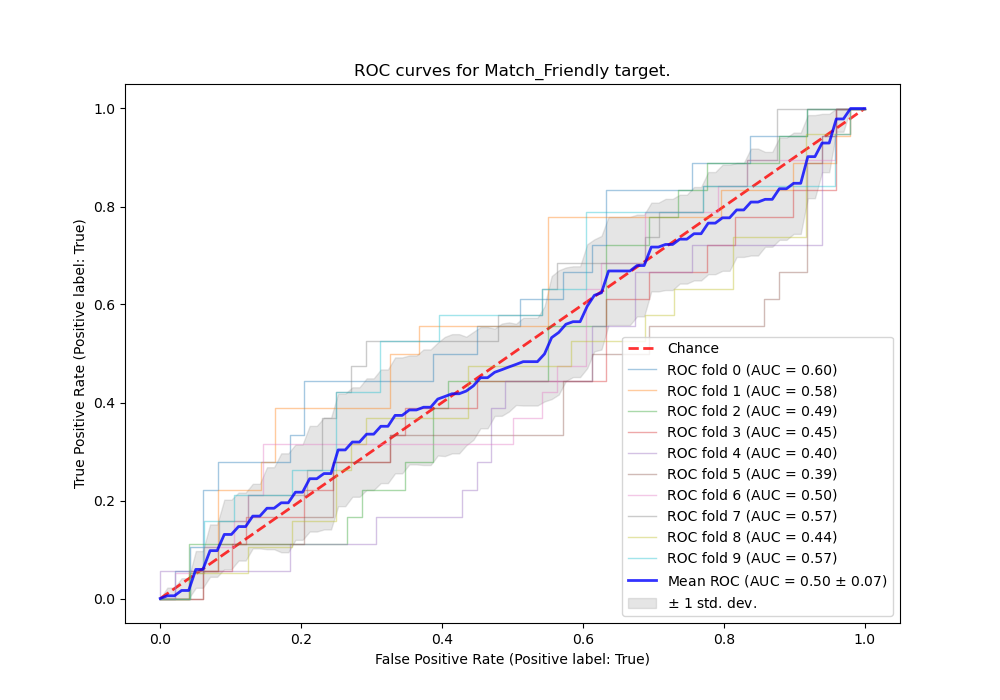 ROC curves for Match_Friendly target.
True Positive Rate (Positive label: True)
1.0
0.8
0.6
0.4
0.2
0.0
Chance
ROC fold 0 (AUC = 0.60)
ROC fold 1 (AUC = 0.58)
ROC fold 2 (AUC = 0.49)
ROC fold 3 (AUC = 0.45)
ROC fold 4 (AUC = 0.40)
ROC fold 5 (AUC = 0.39)
ROC fold 6 (AUC = 0.50)
ROC fold 7 (AUC = 0.57)
ROC fold 8 (AUC = 0.44)
ROC fold 9 (AUC = 0.57)
Mean ROC (AUC = 0.50 ± 0.07)
± 1 std. dev.
0.0 0.2 0.4 0.6 0.8 1.0
False Positive Rate (Positive label: True)